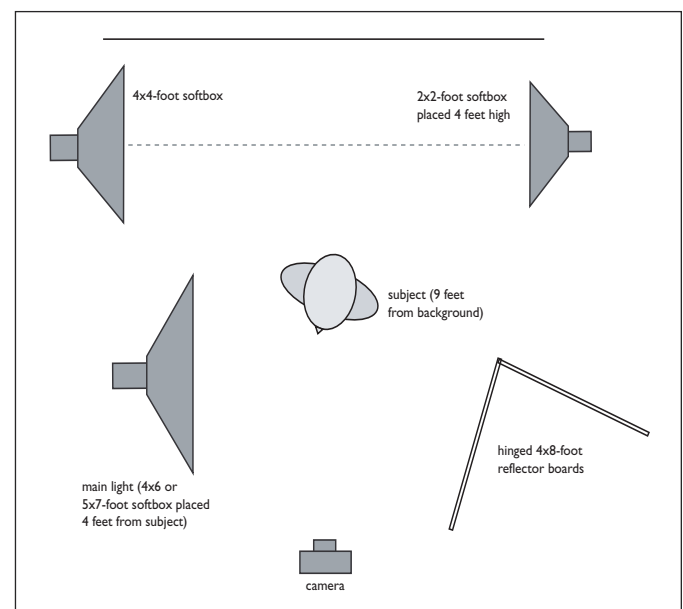 4x4-foot softbox
2x2-foot softbox
placed 4 feet high
subject (9 feet
from background)
hinged 4x8-foot
reflector boards
main light (4x6 or
5x7-foot softbox placed
4 feet from subject)
camera